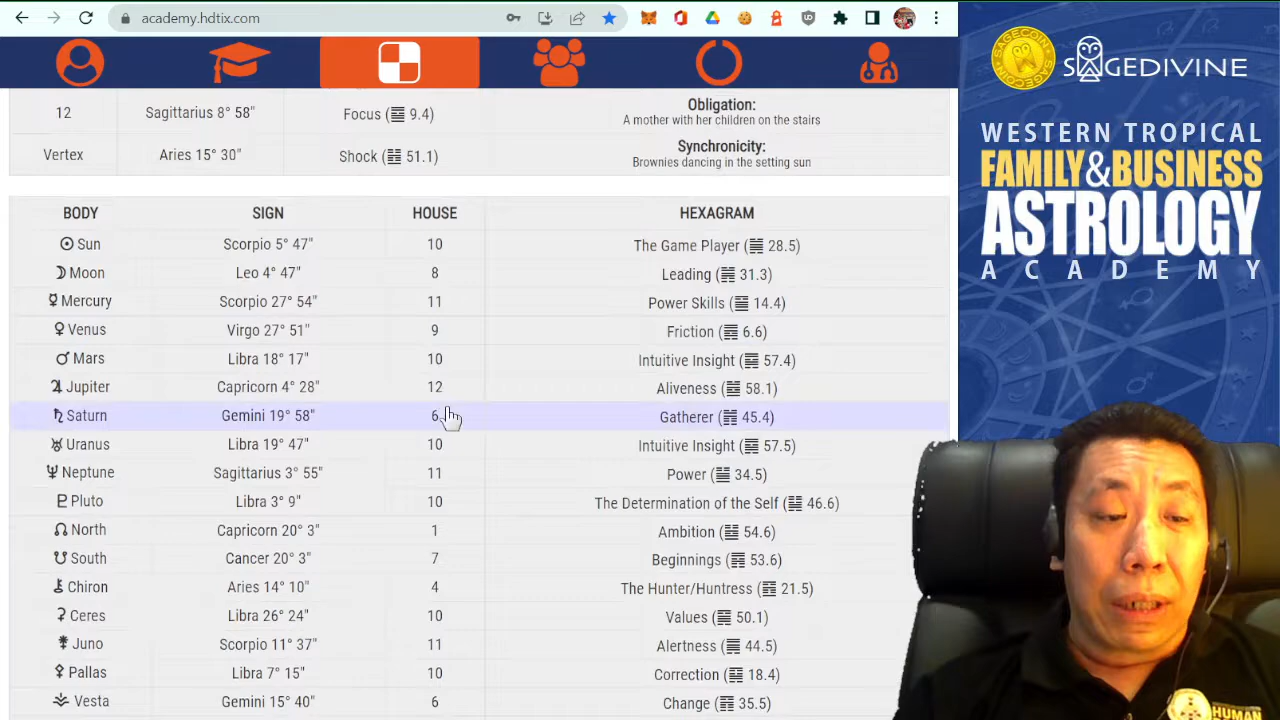 academy.hdtix.com
SAGECOIN
SAGEDIVINE
WESTERN TROPICAL
FAMILY & BUSINESS
ASTROLOGY
ACADEMY
12 Sagittarius 8° 58" Focus (䷈ 9.4) Obligation:
A mother with her children on the stairs
Vertex Aries 15° 30" Shock (䷲ 51.1) Synchronicity:
Brownies dancing in the setting sun
BODY SIGN HOUSE HEXAGRAM
☉ Sun Scorpio 5° 47" 10 The Game Player (䷛ 28.5)
☽ Moon Leo 4° 47" 8 Leading (䷞ 31.3)
☿ Mercury Scorpio 27° 54" 11 Power Skills (䷍ 14.4)
♀ Venus Virgo 27° 51" 9 Friction (䷅ 6.6)
♂ Mars Libra 18° 17" 10 Intuitive Insight (䷸ 57.4)
♃ Jupiter Capricorn 4° 28" 12 Aliveness (䷹ 58.1)
♄ Saturn Gemini 19° 58" 6 Gatherer (䷬ 45.4)
♅ Uranus Libra 19° 47" 10 Intuitive Insight (䷸ 57.5)
♆ Neptune Sagittarius 3° 55" 11 Power (䷡ 34.5)
♇ Pluto Libra 3° 9" 10 The Determination of the Self (䷭ 46.6)
☊ North Capricorn 20° 3" 1 Ambition (䷵ 54.6)
☋ South Cancer 20° 3" 7 Beginnings (䷴ 53.6)
⚷ Chiron Aries 14° 10" 4 The Hunter/Huntress (䷔ 21.5)
⚳ Ceres Libra 26° 24" 10 Values (䷱ 50.1)
⚵ Juno Scorpio 11° 37" 11 Alertness (䷫ 44.5)
⚴ Pallas Libra 7° 15" 10 Correction (䷑ 18.4)
⚶ Vesta Gemini 15° 40" 6 Change (䷢ 35.5)
HUMAN